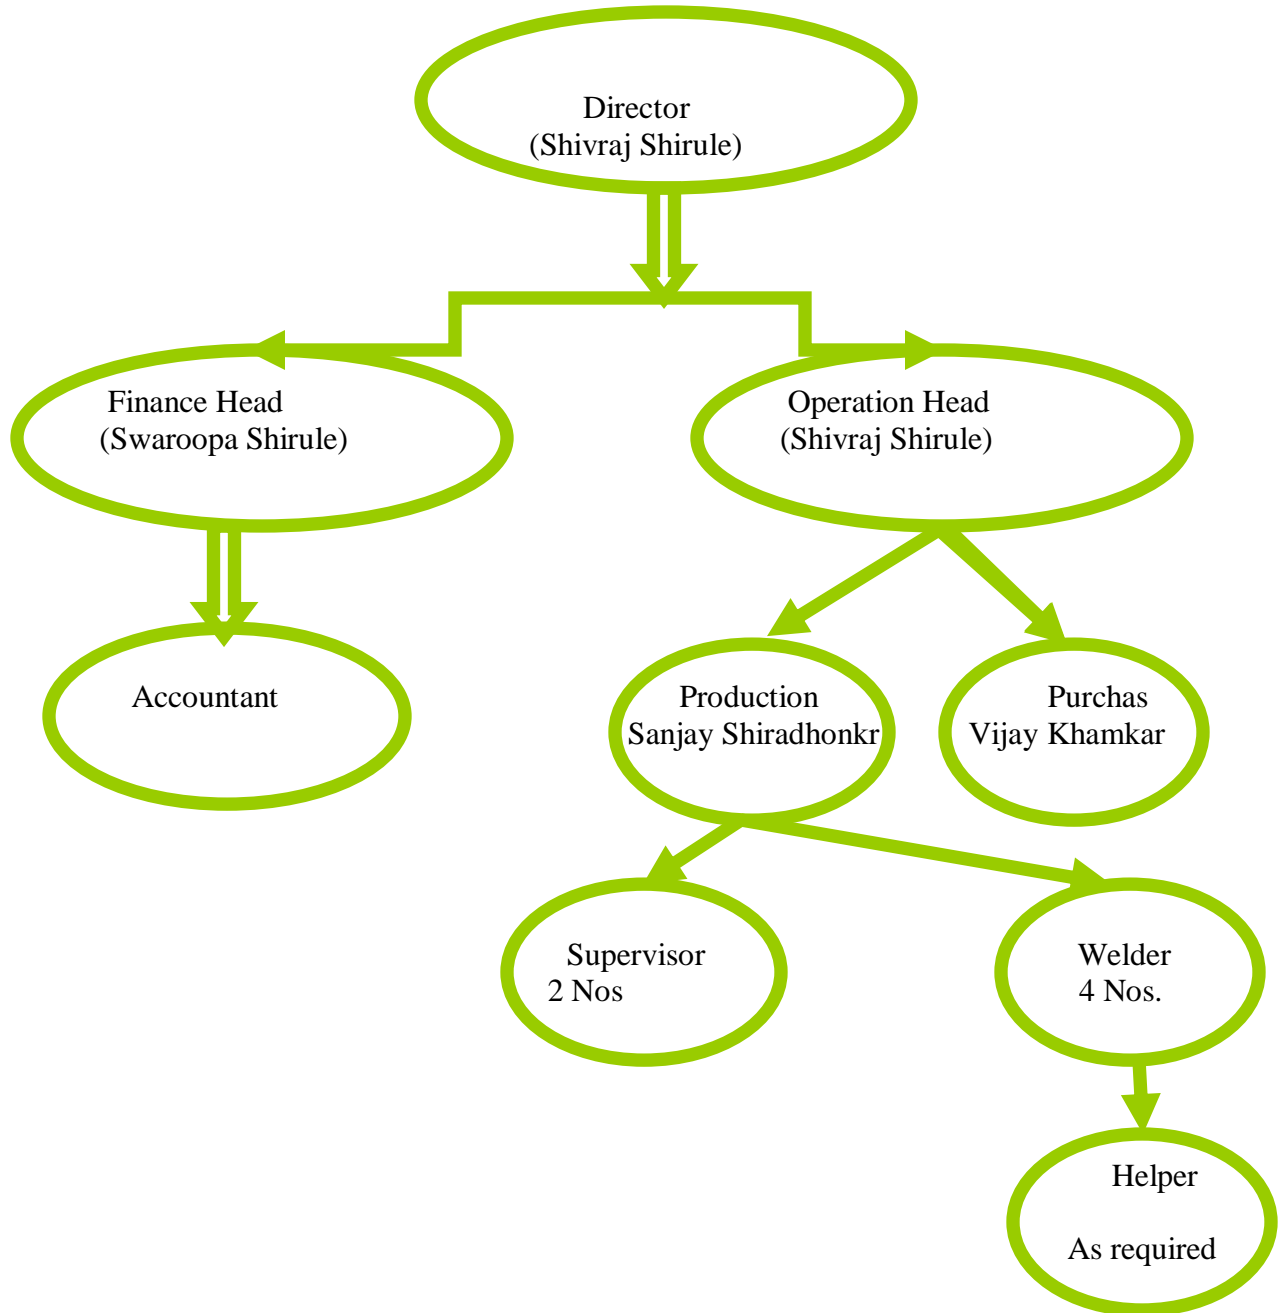 Director
(Shivraj Shirule)
Finance Head
(Swaroopa Shirule)
Operation Head
(Shivraj Shirule)
Accountant
Production
Sanjay Shiradhonkr
Purchas
Vijay Khamkar
Supervisor
2 Nos
Welder
4 Nos.
Helper
As required